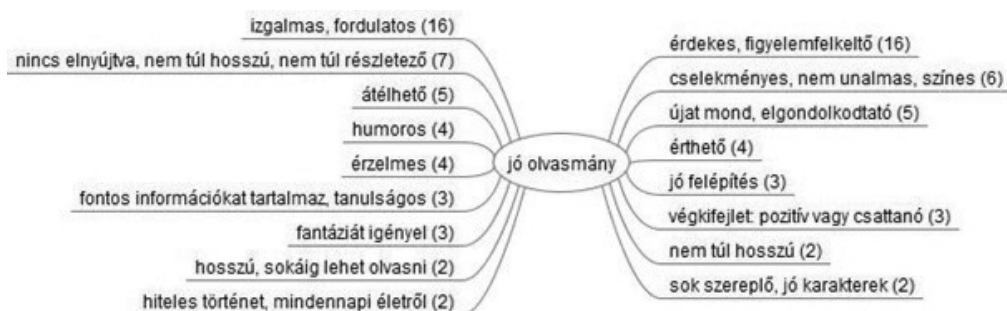 izgalmas, fordulatos (16)
nincs elnyújtva, nem túl hosszú, nem túl részletező (7)
átélhető (5)
humoros (4)
érzelmes (4)
fontos információkat tartalmaz, tanulságos (3)
fantáziát igényel (3)
hosszú, sokáig lehet olvasni (2)
hiteles történet, mindennapi életről (2)
jó olvasmány
érdekes, figyelemfelkeltő (16)
cselekményes, nem unalmas, színes (6)
újat mond, elgondolkodtató (5)
érthető (4)
jó felépítés (3)
végkifejlet: pozitív vagy csattanó (3)
nem túl hosszú (2)
sok szereplő, jó karakterek (2)